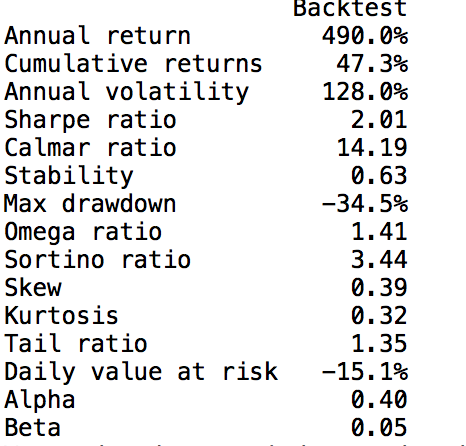 Backtest
Annual return 490.0%
Cumulative returns 47.3%
Annual volatility 128.0%
Sharpe ratio 2.01
Calmar ratio 14.19
Stability 0.63
Max drawdown -34.5%
Omega ratio 1.41
Sortino ratio 3.44
Skew 0.39
Kurtosis 0.32
Tail ratio 1.35
Daily value at risk -15.1%
Alpha 0.40
Beta 0.05